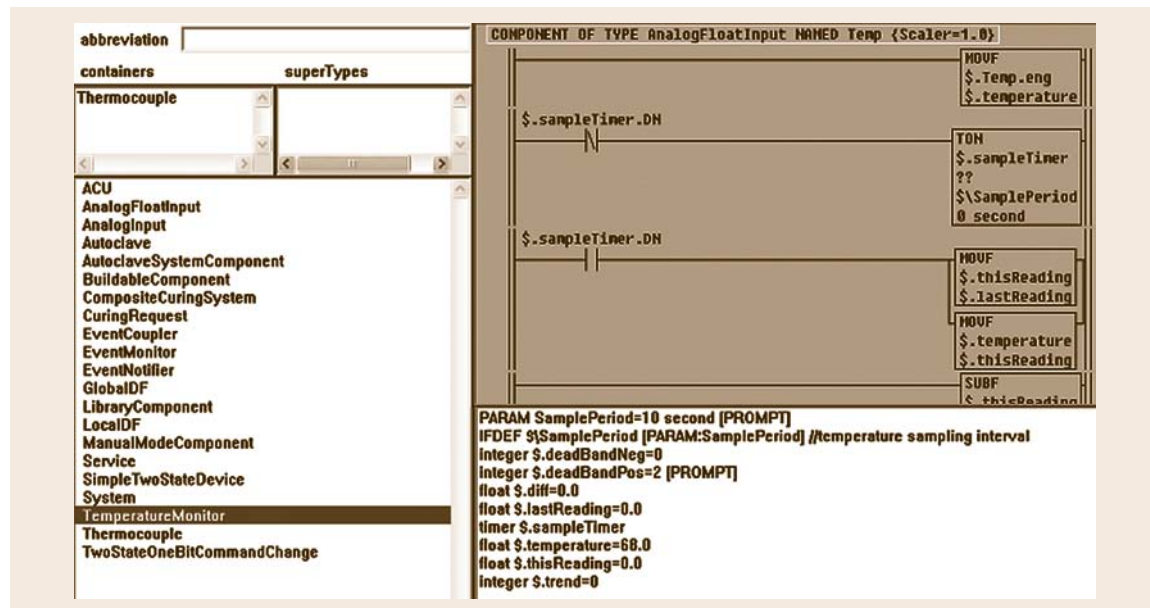 abbreviation
containers superTypes
Thermocouple
ACU
AnalogFloatInput
AnalogInput
Autoclave
AutoclaveSystemComponent
BuildableComponent
CompositeCuringSystem
CuringRequest
EventCoupler
EventMonitor
EventNotifier
GlobalDF
LibraryComponent
LocalDF
ManualModeComponent
Service
SimpleTwoStateDevice
System
TemperatureMonitor
Thermocouple
TwoStateOneBitCommandChange
COMPONENT OF TYPE AnalogFloatInput NAMED Temp {Scaler=1.0}
MOVF
$.Temp.eng
$.temperature
$.sampleTimer.DN
TON
$.sampleTimer
??
$\SamplePeriod
0 second
$.sampleTimer.DN
MOVF
$.thisReading
$.lastReading
MOVF
$.temperature
$.thisReading
SUBF
$.thisReading
PARAM SamplePeriod=10 second [PROMPT]
IFDEF $\SamplePeriod [PARAM:SamplePeriod] //temperature sampling interval
integer $.deadBandNeg=0
integer $.deadBandPos=2 [PROMPT]
float $.diff=0.0
float $.lastReading=0.0
timer $.sampleTimer
float $.temperature=68.0
float $.thisReading=0.0
integer $.trend=0